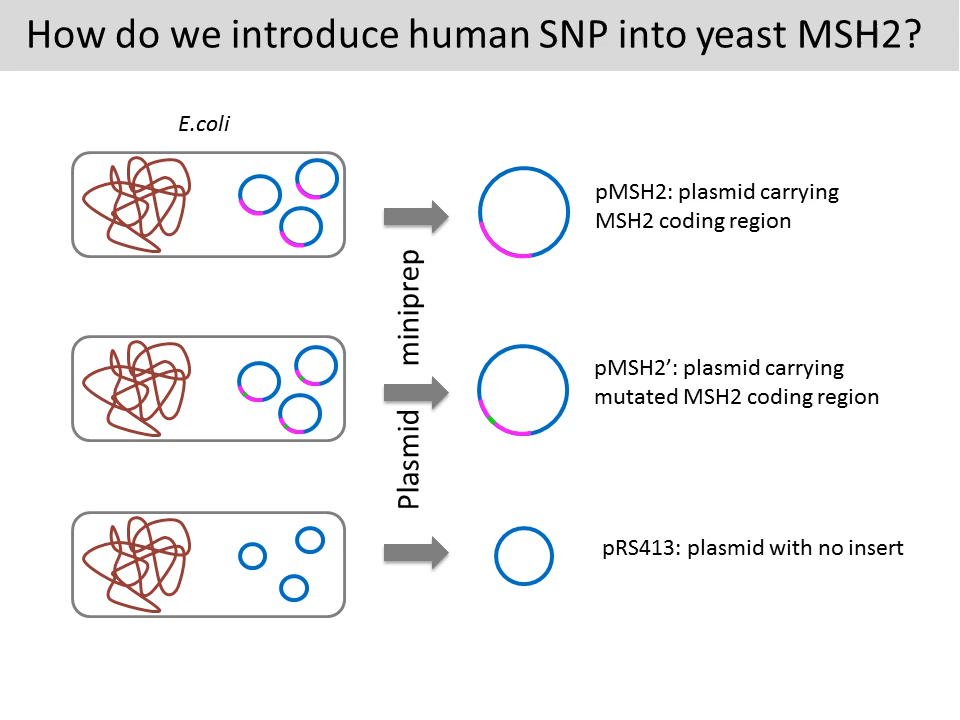 How do we introduce human SNP into yeast MSH2?
E.coli
pMSH2: plasmid carrying
MSH2 coding region
Plasmid miniprep
pMSH2’: plasmid carrying
mutated MSH2 coding region
pRS413: plasmid with no insert